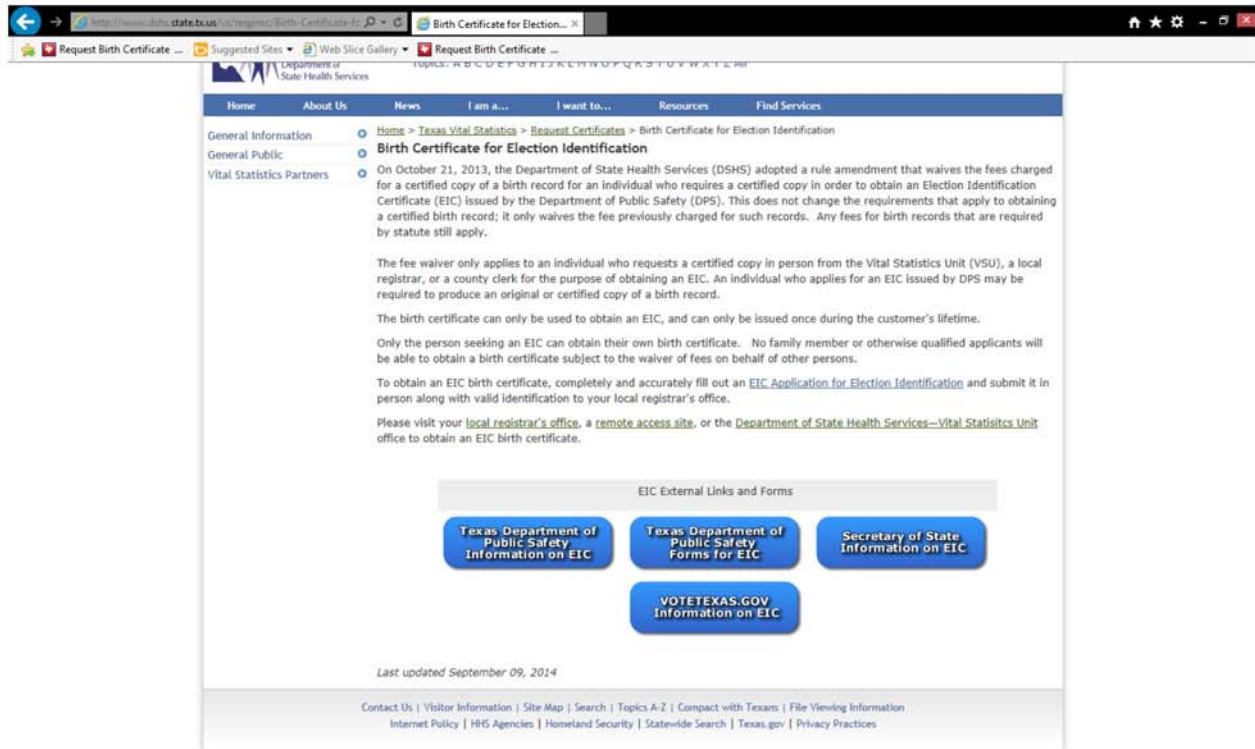 http://www.dshs.state.tx.us/vs/reqproc/Birth-Certificate-fc
Birth Certificate for Election...
Request Birth Certificate ...
Suggested Sites
Web Slice Gallery
Request Birth Certificate ...
Department of
State Health Services
Topics: A B C D E F G H I J K L M N O P Q R S T U V W X Y Z All
Home About Us News I am a... I want to... Resources Find Services
General Information
General Public
Vital Statistics Partners
Home > Texas Vital Statistics > Request Certificates > Birth Certificate for Election Identification
Birth Certificate for Election Identification
On October 21, 2013, the Department of State Health Services (DSHS) adopted a rule amendment that waives the fees charged
for a certified copy of a birth record for an individual who requires a certified copy in order to obtain an Election Identification
Certificate (EIC) issued by the Department of Public Safety (DPS). This does not change the requirements that apply to obtaining
a certified birth record; it only waives the fee previously charged for such records. Any fees for birth records that are required
by statute still apply.
The fee waiver only applies to an individual who requests a certified copy in person from the Vital Statistics Unit (VSU), a local
registrar, or a county clerk for the purpose of obtaining an EIC. An individual who applies for an EIC issued by DPS may be
required to produce an original or certified copy of a birth record.
The birth certificate can only be used to obtain an EIC, and can only be issued once during the customer's lifetime.
Only the person seeking an EIC can obtain their own birth certificate. No family member or otherwise qualified applicants will
be able to obtain a birth certificate subject to the waiver of fees on behalf of other persons.
To obtain an EIC birth certificate, completely and accurately fill out an EIC Application for Election Identification and submit it in
person along with valid identification to your local registrar's office.
Please visit your local registrar's office, a remote access site, or the Department of State Health Services—Vital Statisitcs Unit
office to obtain an EIC birth certificate.
EIC External Links and Forms
Texas Department of
Public Safety
Information on EIC
Texas Department of
Public Safety
Forms for EIC
Secretary of State
Information on EIC
VOTETEXAS.GOV
Information on EIC
Last updated September 09, 2014
Contact Us | Visitor Information | Site Map | Search | Topics A-Z | Compact with Texans | File Viewing Information
Internet Policy | HHS Agencies | Homeland Security | Statewide Search | Texas.gov | Privacy Practices